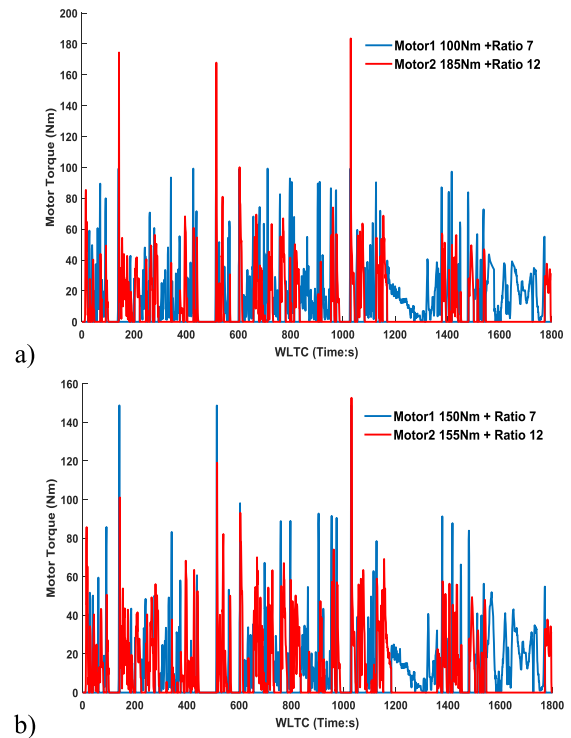 200
180
160
140
120
100
80
60
40
20
0
Motor Torque (Nm)
Motor1 100Nm +Ratio 7
Motor2 185Nm +Ratio 12
0 200 400 600 800 1000 1200 1400 1600 1800
WLTC (Time:s)
a)
160
140
120
100
80
60
40
20
0
Motor Torque (Nm)
Motor1 150Nm + Ratio 7
Motor2 155Nm + Ratio 12
0 200 400 600 800 1000 1200 1400 1600 1800
WLTC (Time:s)
b)